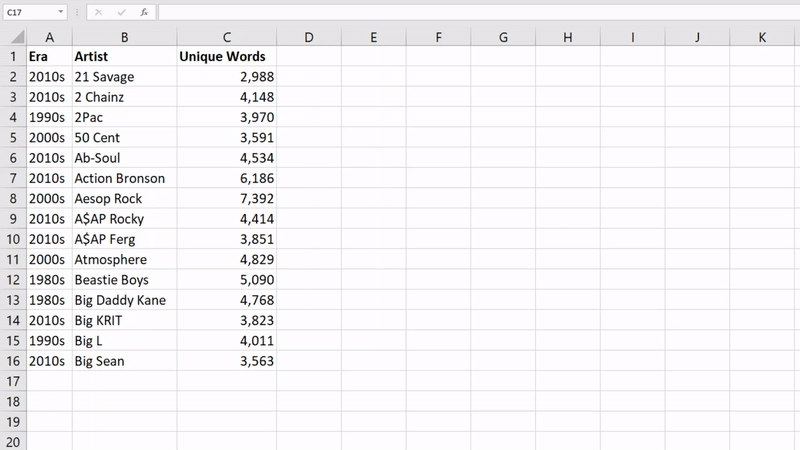 C17 fx
A B C D E F G H I J K
1 Era Artist Unique Words
2 2010s 21 Savage 2,988
3 2010s 2 Chainz 4,148
4 1990s 2Pac 3,970
5 2000s 50 Cent 3,591
6 2010s Ab-Soul 4,534
7 2010s Action Bronson 6,186
8 2000s Aesop Rock 7,392
9 2010s A$AP Rocky 4,414
10 2010s A$AP Ferg 3,851
11 2000s Atmosphere 4,829
12 1980s Beastie Boys 5,090
13 1980s Big Daddy Kane 4,768
14 2010s Big KRIT 3,823
15 1990s Big L 4,011
16 2010s Big Sean 3,563
17
18
19
20